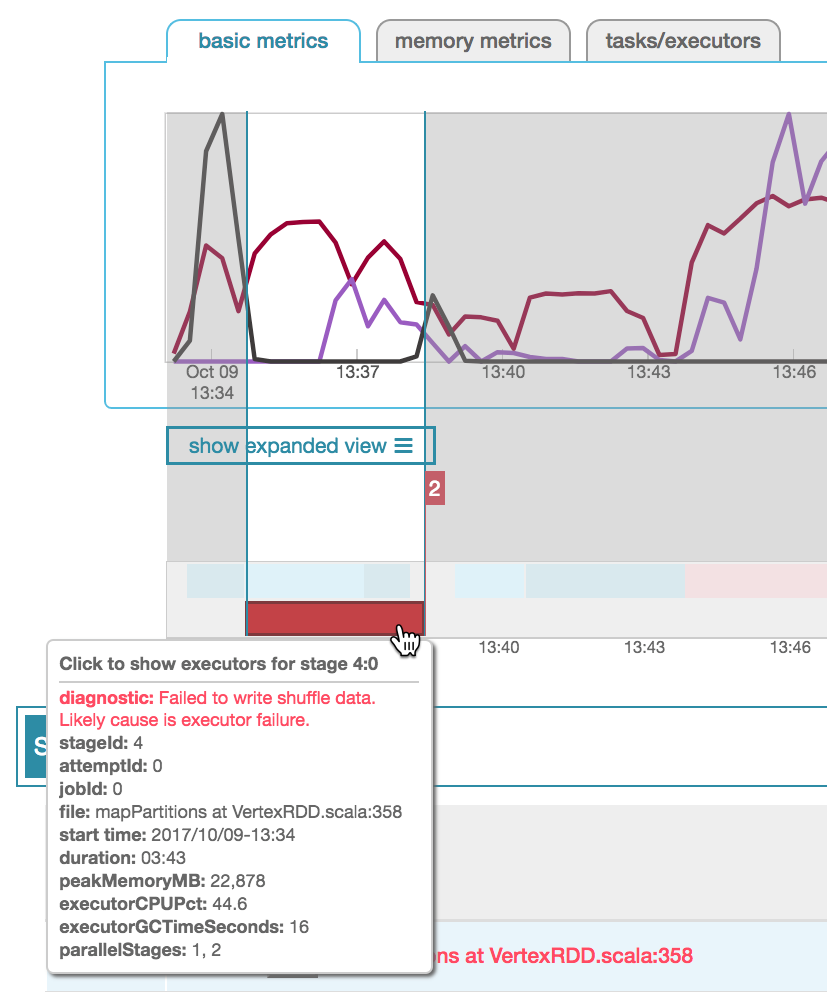 basic metrics
memory metrics
tasks/executors
Oct 09
13:34
13:37
13:40
13:43
13:46
show expanded view
2
13:40
13:43
13:46
Click to show executors for stage 4:0
diagnostic: Failed to write shuffle data.
Likely cause is executor failure.
stageId: 4
attemptId: 0
jobId: 0
file: mapPartitions at VertexRDD.scala:358
start time: 2017/10/09-13:34
duration: 03:43
peakMemoryMB: 22,878
executorCPUPct: 44.6
executorGCTimeSeconds: 16
parallelStages: 1, 2
S
ns at VertexRDD.scala:358